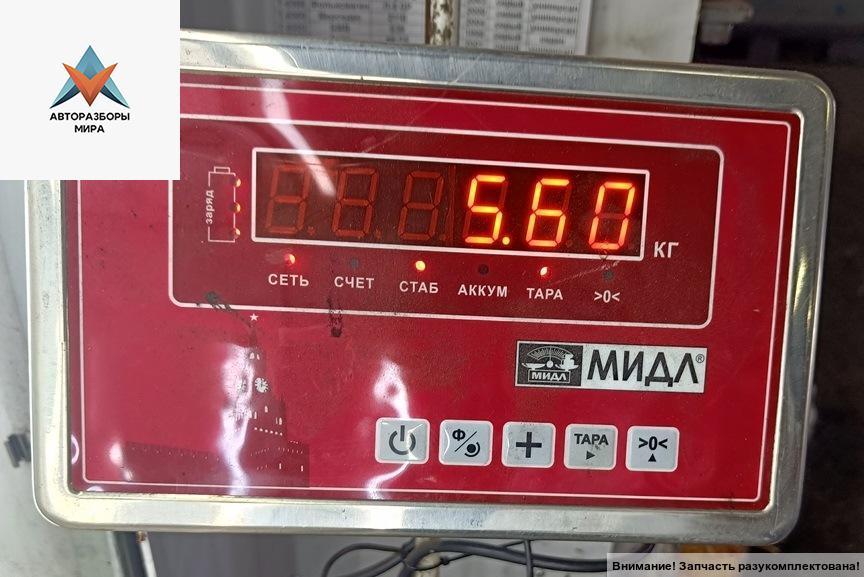 АВТОРАЗБОРЫ
МИРА
заряд
5.60
КГ
СЕТЬ СЧЕТ СТАБ АККУМ ТАРА >0<
МИДЛ МИДЛ®
Ф ТАРА >0<
Внимание! Запчасть разукомплектована!